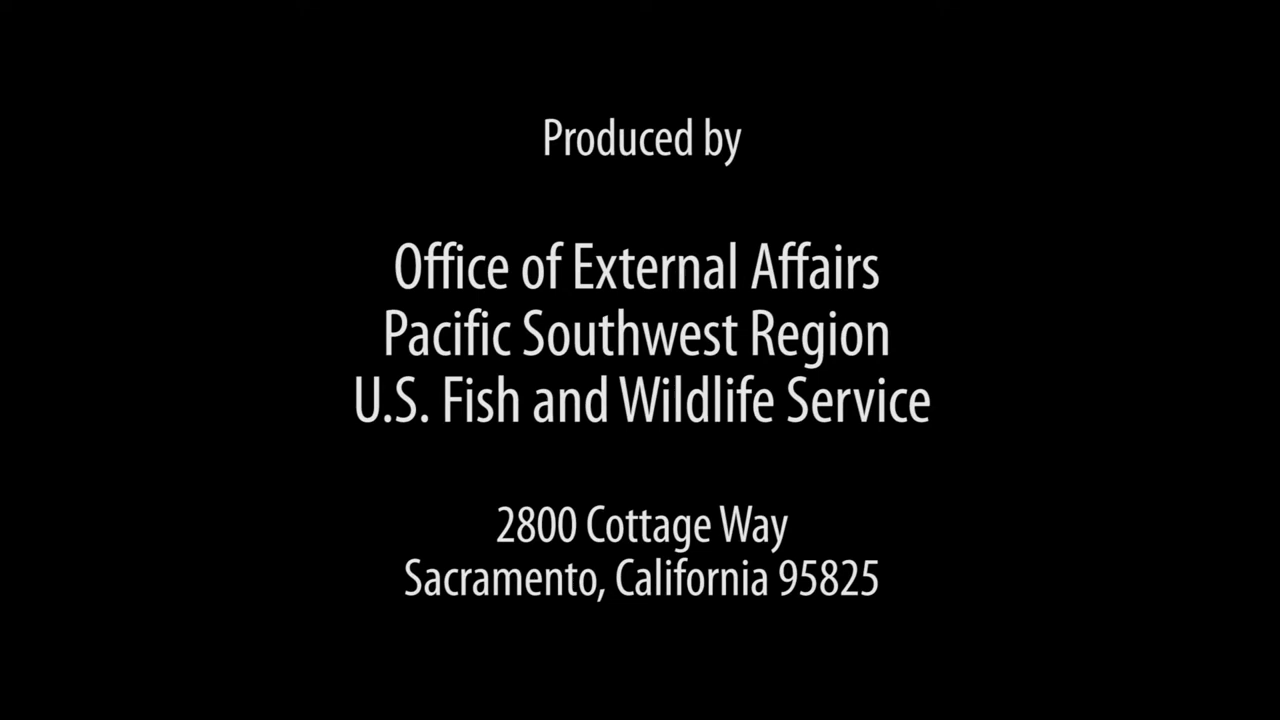 Produced by
Office of External Affairs
Pacific Southwest Region
U.S. Fish and Wildlife Service
2800 Cottage Way
Sacramento, California 95825